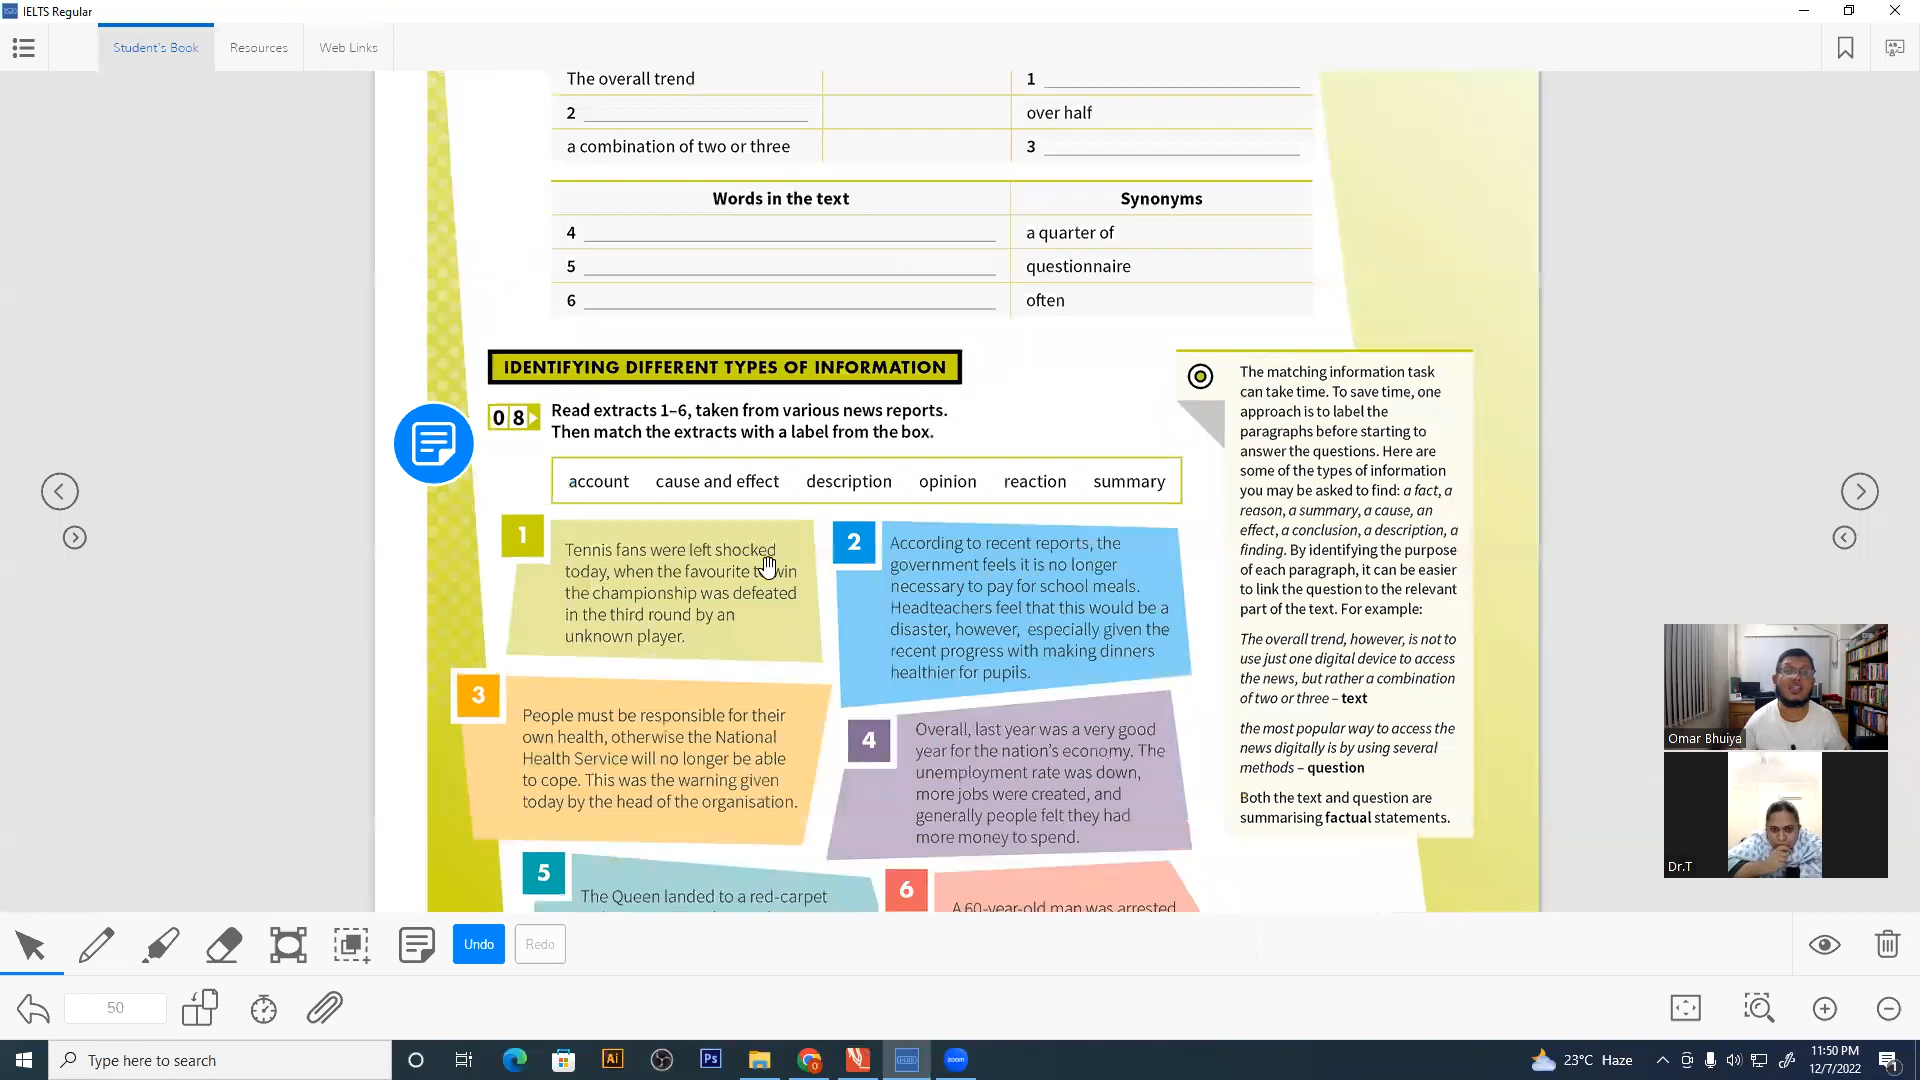 IELTS Regular
Student's Book Resources Web Links
The overall trend 1
2 over half
a combination of two or three 3
Words in the text Synonyms
4 a quarter of
5 questionnaire
6 often
IDENTIFYING DIFFERENT TYPES OF INFORMATION
08 Read extracts 1–6, taken from various news reports.
Then match the extracts with a label from the box.
account cause and effect description opinion reaction summary
1
Tennis fans were left shocked
today, when the favourite to win
the championship was defeated
in the third round by an
unknown player.
2
According to recent reports, the
government feels it is no longer
necessary to pay for school meals.
Headteachers feel that this would be a
disaster, however, especially given the
recent progress with making dinners
healthier for pupils.
3
People must be responsible for their
own health, otherwise the National
Health Service will no longer be able
to cope. This was the warning given
today by the head of the organisation.
4
Overall, last year was a very good
year for the nation's economy. The
unemployment rate was down,
more jobs were created, and
generally people felt they had
more money to spend.
5
The Queen landed to a red-carpet
6
A 60-year-old man was arrested
The matching information task
can take time. To save time, one
approach is to label the
paragraphs before starting to
answer the questions. Here are
some of the types of information
you may be asked to find: a fact, a
reason, a summary, a cause, an
effect, a conclusion, a description, a
finding. By identifying the purpose
of each paragraph, it can be easier
to link the question to the relevant
part of the text. For example:
The overall trend, however, is not to
use just one digital device to access
the news, but rather a combination
of two or three – text
the most popular way to access the
news digitally is by using several
methods – question
Both the text and question are
summarising factual statements.
Omar Bhuiya
Dr.T
Undo Redo
50
Type here to search
Ai
Ps
zoom
23°C Haze
11:50 PM
12/7/2022
1